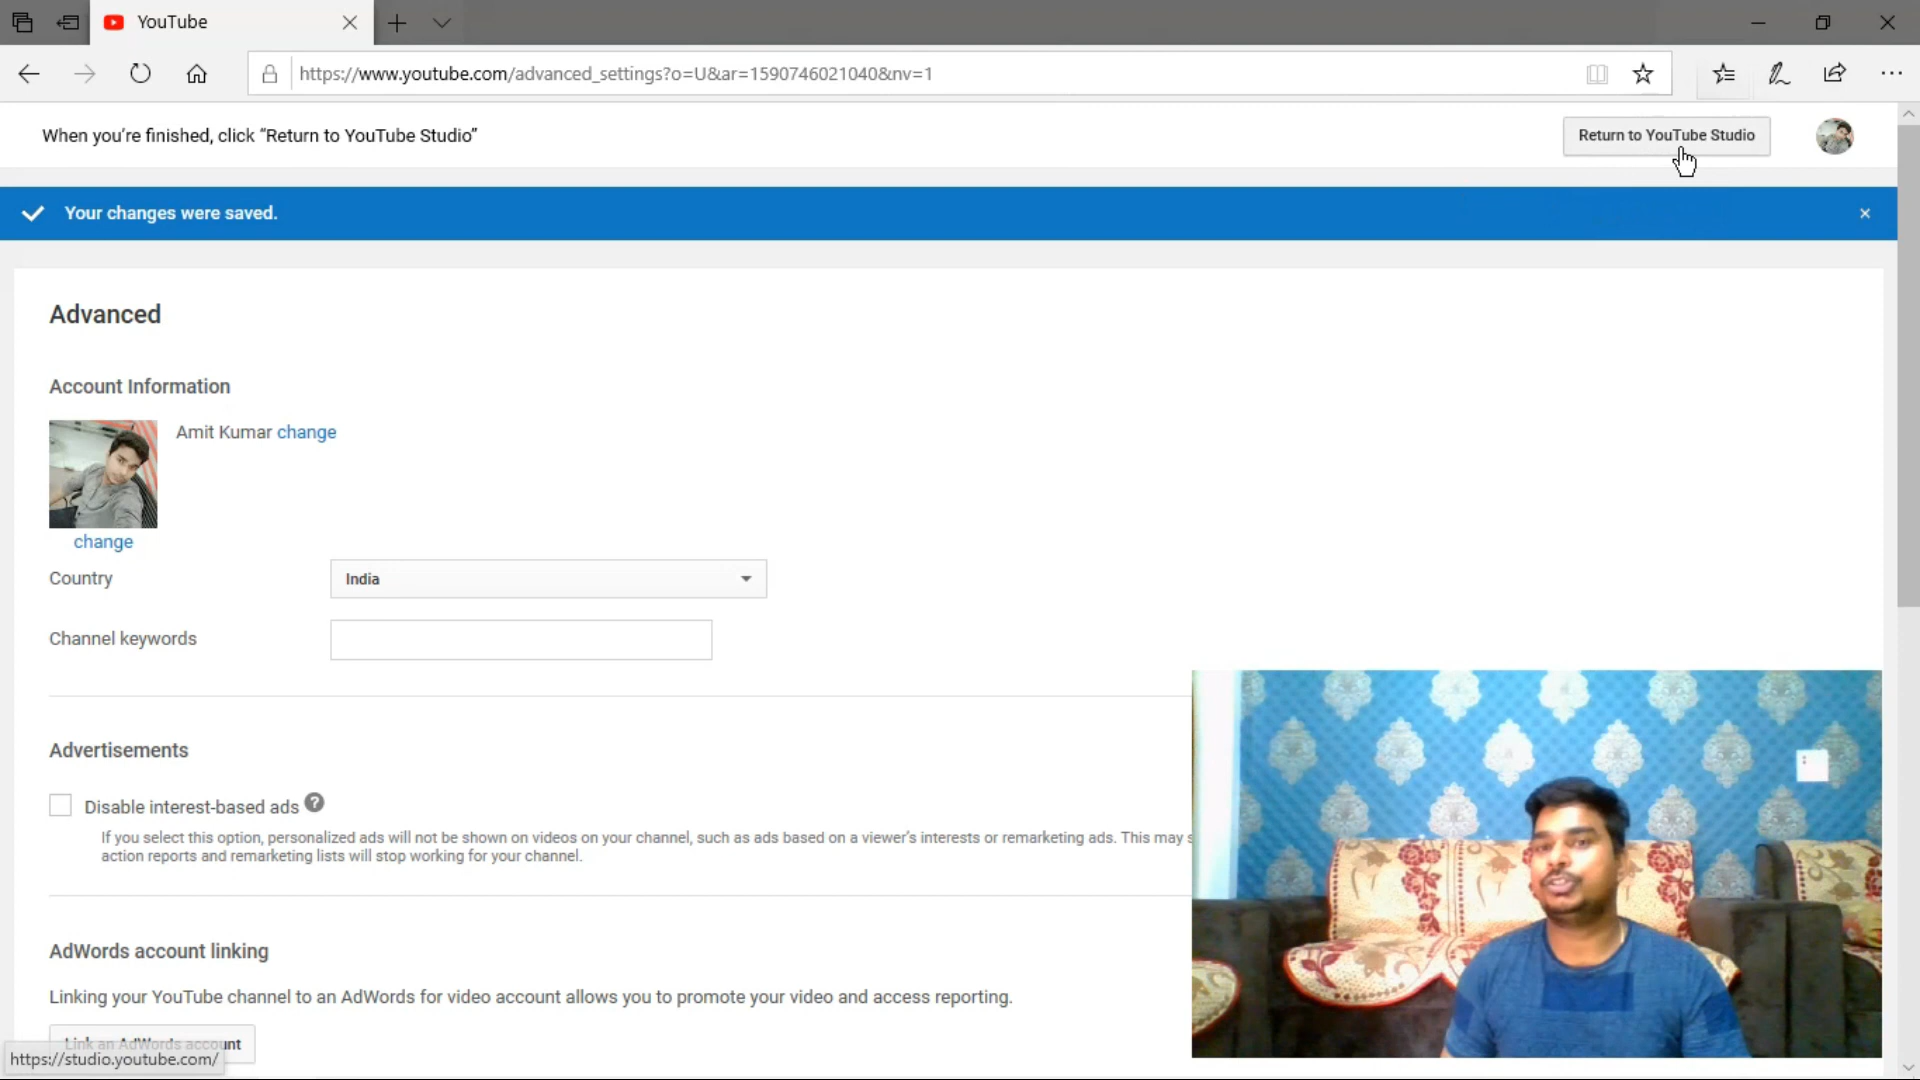 YouTube
https://www.youtube.com/advanced_settings?o=U&ar=1590746021040&nv=1
When you're finished, click “Return to YouTube Studio”
Return to YouTube Studio
Your changes were saved.
Advanced
Account Information
Amit Kumar change
change
Country
India
Channel keywords
Advertisements
Disable interest-based ads ?
If you select this option, personalized ads will not be shown on videos on your channel, such as ads based on a viewer's interests or remarketing ads. This may
action reports and remarketing lists will stop working for your channel.
AdWords account linking
Linking your YouTube channel to an AdWords for video account allows you to promote your video and access reporting.
Link an AdWords account
https://studio.youtube.com/